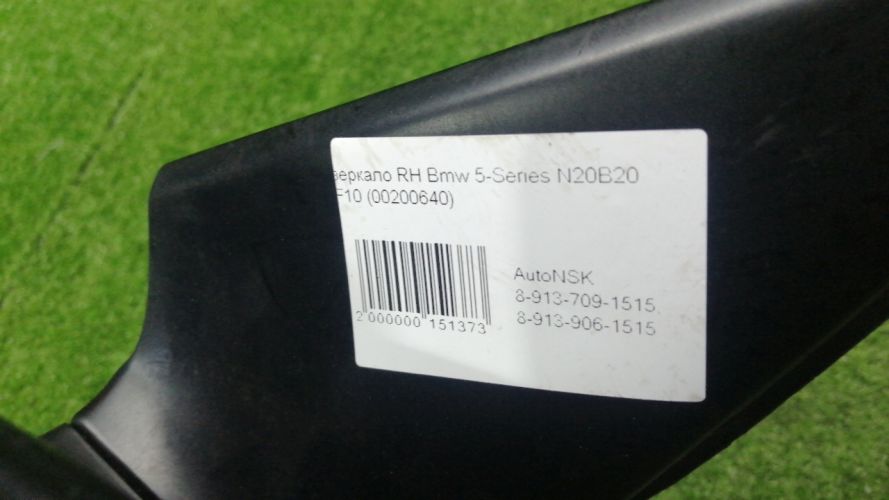 зеркало RH Bmw 5-Series N20B20
F10 (00200640)
AutoNSK
8-913-709-1515,
8-913-906-1515
2 000000 151373